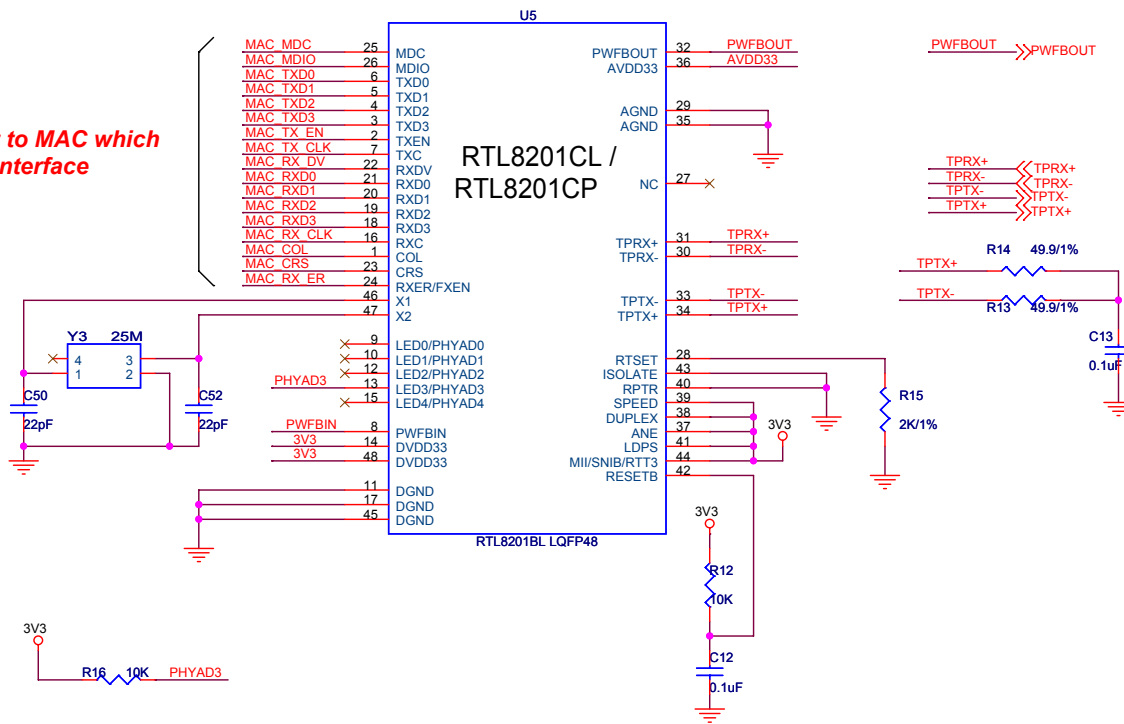 U5
MAC_MDC 25 MDC
MAC_MDIO 26 MDIO
MAC_TXD0 6 TXD0
MAC_TXD1 5 TXD1
MAC_TXD2 4 TXD2
MAC_TXD3 3 TXD3
MAC_TX_EN 2 TXEN
MAC_TX_CLK 7 TXC
MAC_RX_DV 22 RXDV
MAC_RXD0 21 RXD0
MAC_RXD1 20 RXD1
MAC_RXD2 19 RXD2
MAC_RXD3 18 RXD3
MAC_RX_CLK 16 RXC
MAC_COL 1 COL
MAC_CRS 23 CRS
MAC_RX_ER 24 RXER/FXEN
46 X1
47 X2
to MAC which
nterface
RTL8201CL /
RTL8201CP
PWFBOUT 32 PWFBOUT
AVDD33 36 AVDD33
AGND 29
AGND 35
NC 27
TPRX+ 31 TPRX+
TPRX- 30 TPRX-
TPTX- 33 TPTX-
TPTX+ 34 TPTX+
RTSET 28
ISOLATE 43
RPTR 40
SPEED 39
DUPLEX 38
ANE 37
LDPS 41
MII/SNIB/RTT3 44
RESETB 42
PWFBOUT PWFBOUT
TPRX+ TPRX+
TPRX- TPRX-
TPTX- TPTX-
TPTX+ TPTX+
R14 49.9/1%
TPTX+
TPTX-
R13 49.9/1%
C13
0.1uF
R15
2K/1%
3V3
Y3 25M
4 3
1 2
C50
22pF
C52
22pF
9 LED0/PHYAD0
10 LED1/PHYAD1
12 LED2/PHYAD2
PHYAD3 13 LED3/PHYAD3
15 LED4/PHYAD4
PWFBIN 8 PWFBIN
3V3 14 DVDD33
3V3 48 DVDD33
11 DGND
17 DGND
45 DGND
RTL8201BL LQFP48
3V3
R12
10K
C12
0.1uF
3V3
R16 10K PHYAD3